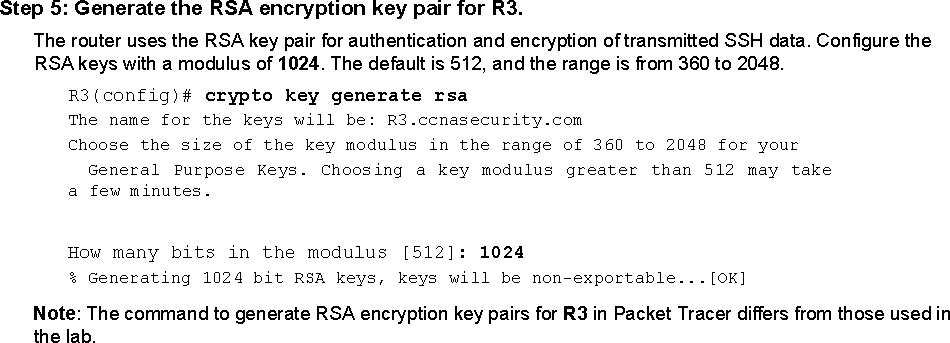 Step 5: Generate the RSA encryption key pair for R3.
The router uses the RSA key pair for authentication and encryption of transmitted SSH data. Configure the
RSA keys with a modulus of 1024. The default is 512, and the range is from 360 to 2048.
R3(config)# crypto key generate rsa
The name for the keys will be: R3.ccnasecurity.com
Choose the size of the key modulus in the range of 360 to 2048 for your
General Purpose Keys. Choosing a key modulus greater than 512 may take
a few minutes.
How many bits in the modulus [512]: 1024
% Generating 1024 bit RSA keys, keys will be non-exportable...[OK]
Note: The command to generate RSA encryption key pairs for R3 in Packet Tracer differs from those used in
the lab.